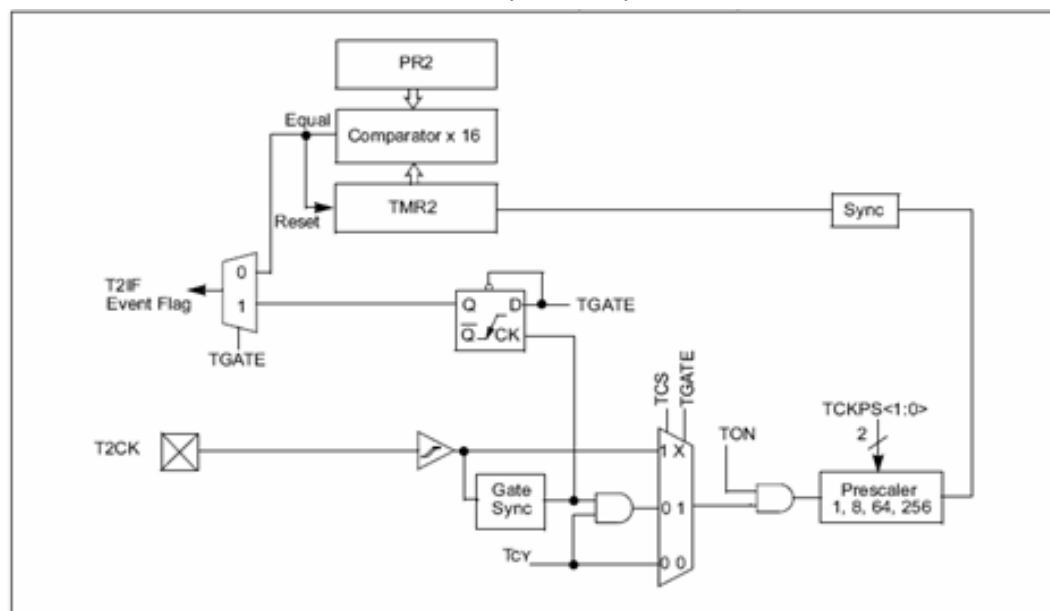 PR2
Equal
Comparator x 16
TMR2
Reset
Sync
0
T2IF
Event Flag
1
Q D
TGATE
Q CK
TGATE
TCS
TGATE
TCKPS<1:0>
2
TON
T2CK
1 X
Gate
Sync
0 1
Prescaler
1, 8, 64, 256
TCY
0 0